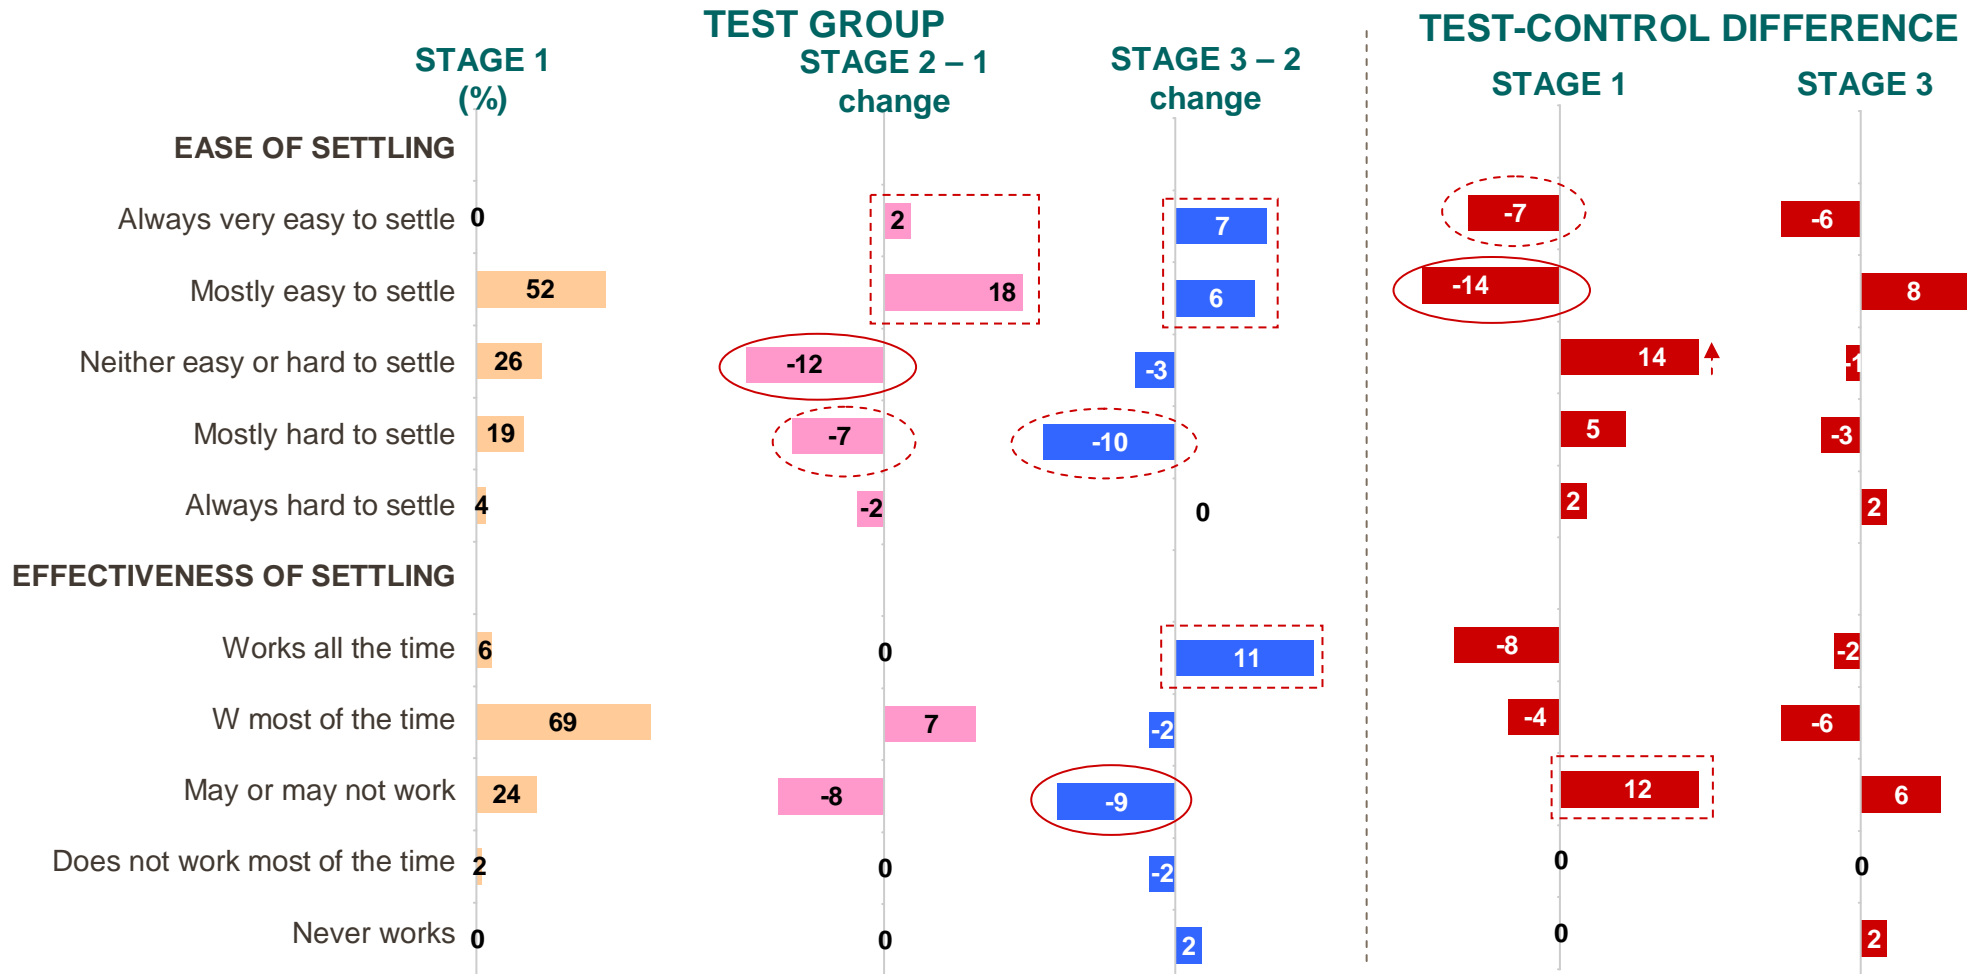 TEST GROUP
TEST-CONTROL DIFFERENCE
STAGE 1
(%)
STAGE 2 – 1
change
STAGE 3 – 2
change
STAGE 1
STAGE 3
EASE OF SETTLING
Always very easy to settle 0 2 7 -7 -6
Mostly easy to settle 52 18 6 -14 8
Neither easy or hard to settle 26 -12 -3 14 -1
Mostly hard to settle 19 -7 -10 5 -3
Always hard to settle 4 -2 0 2 2
EFFECTIVENESS OF SETTLING
Works all the time 6 0 11 -8 -2
W most of the time 69 7 -2 -4 -6
May or may not work 24 -8 -9 12 6
Does not work most of the time 2 0 -2 0 0
Never works 0 0 2 0 2